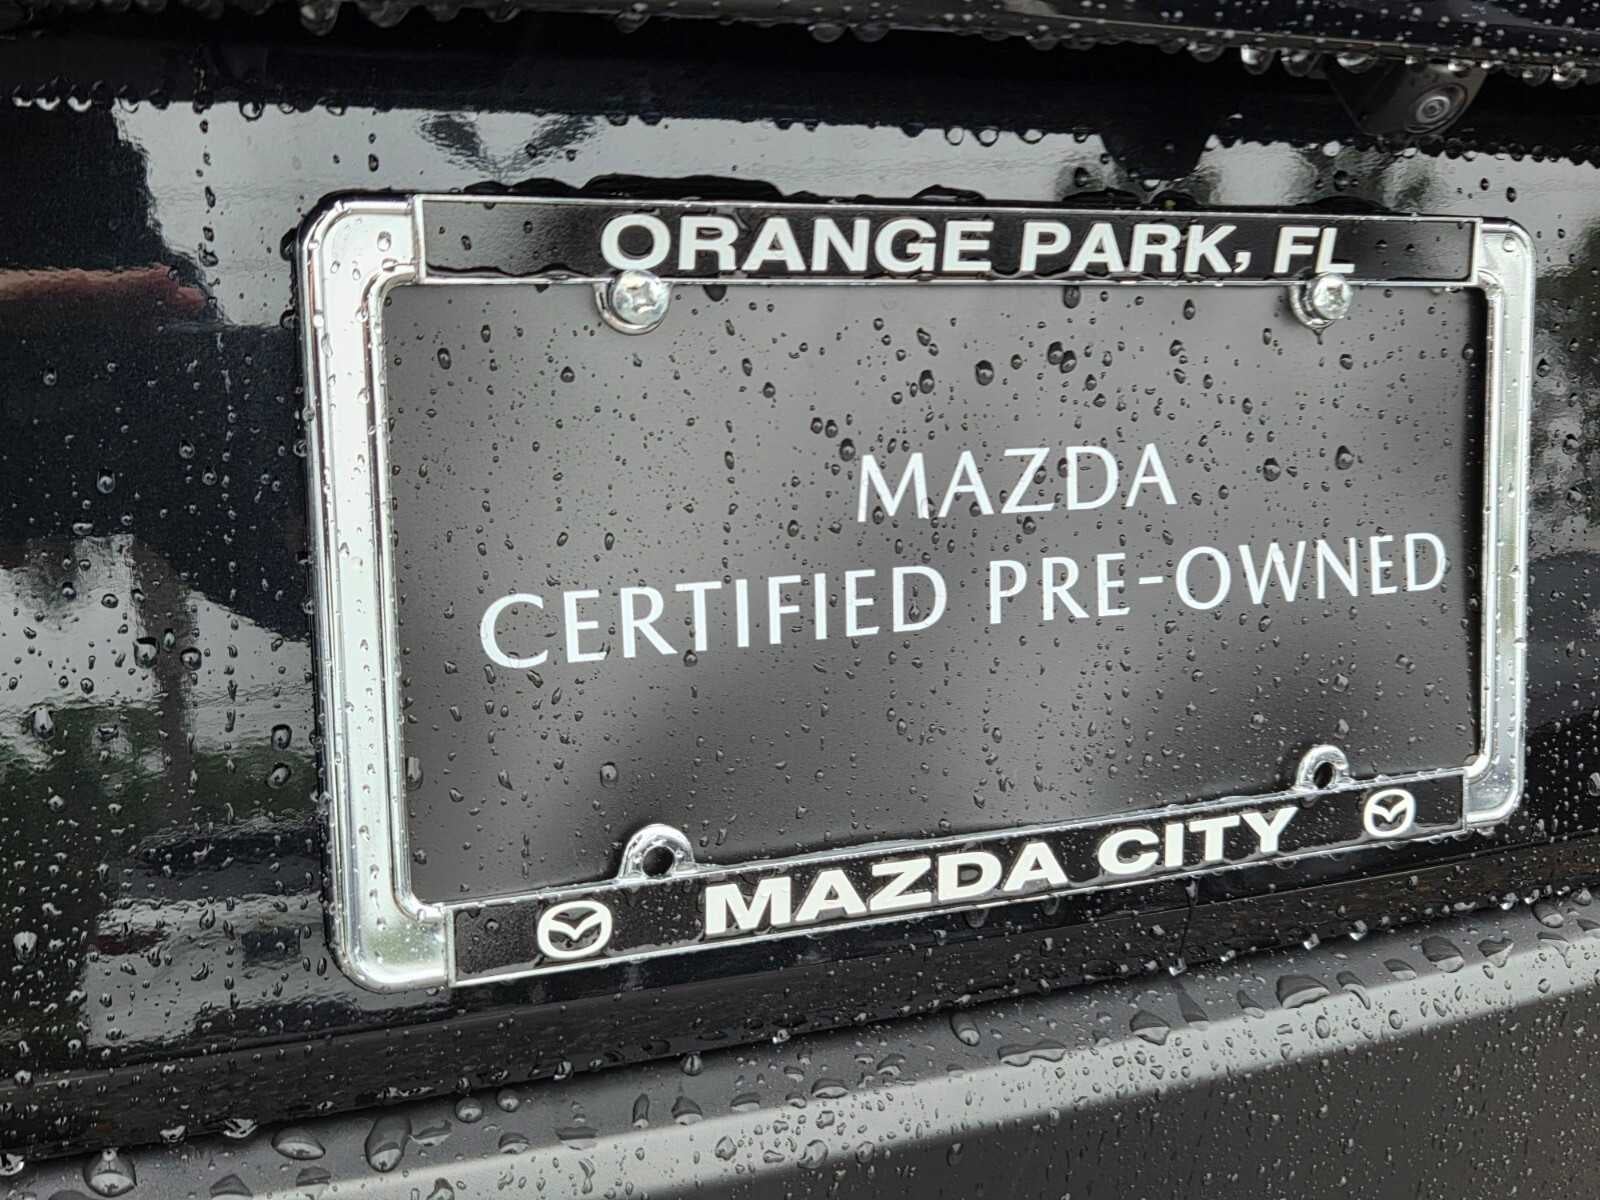 ORANGE PARK, FL
MAZDA
CERTIFIED PRE-OWNED
MAZDA CITY